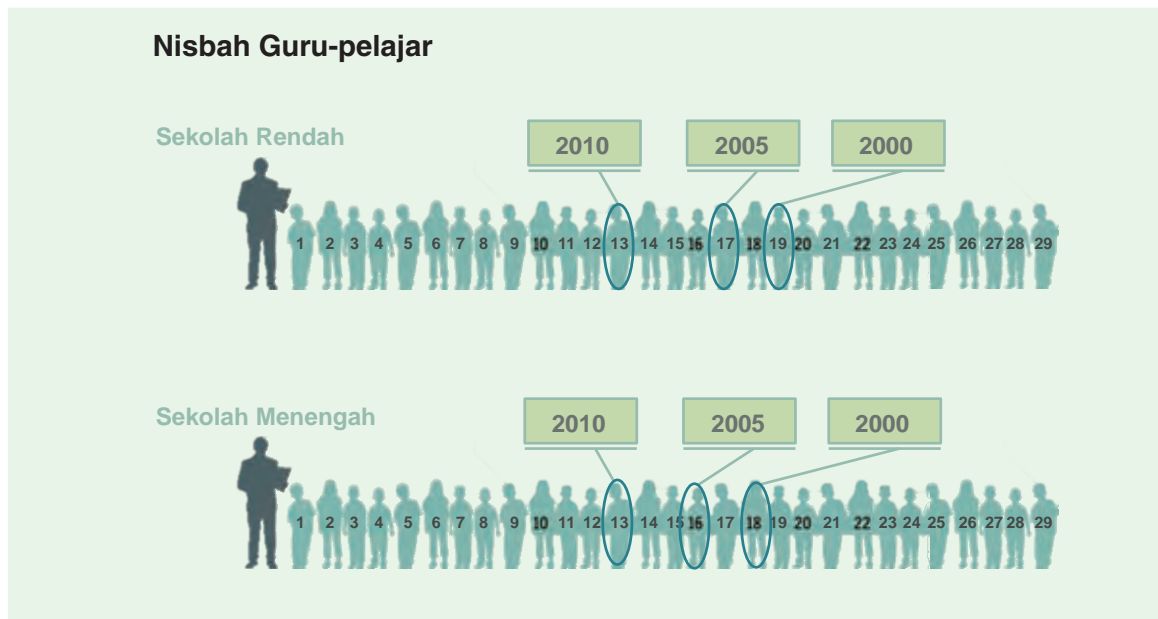 Nisbah Guru-pelajar
Sekolah Rendah
2010 2005 2000
1 2 3 4 5 6 7 8 9 10 11 12 13 14 15 16 17 18 19 20 21 22 23 24 25 26 27 28 29
Sekolah Menengah
2010 2005 2000
1 2 3 4 5 6 7 8 9 10 11 12 13 14 15 16 17 18 19 20 21 22 23 24 25 26 27 28 29